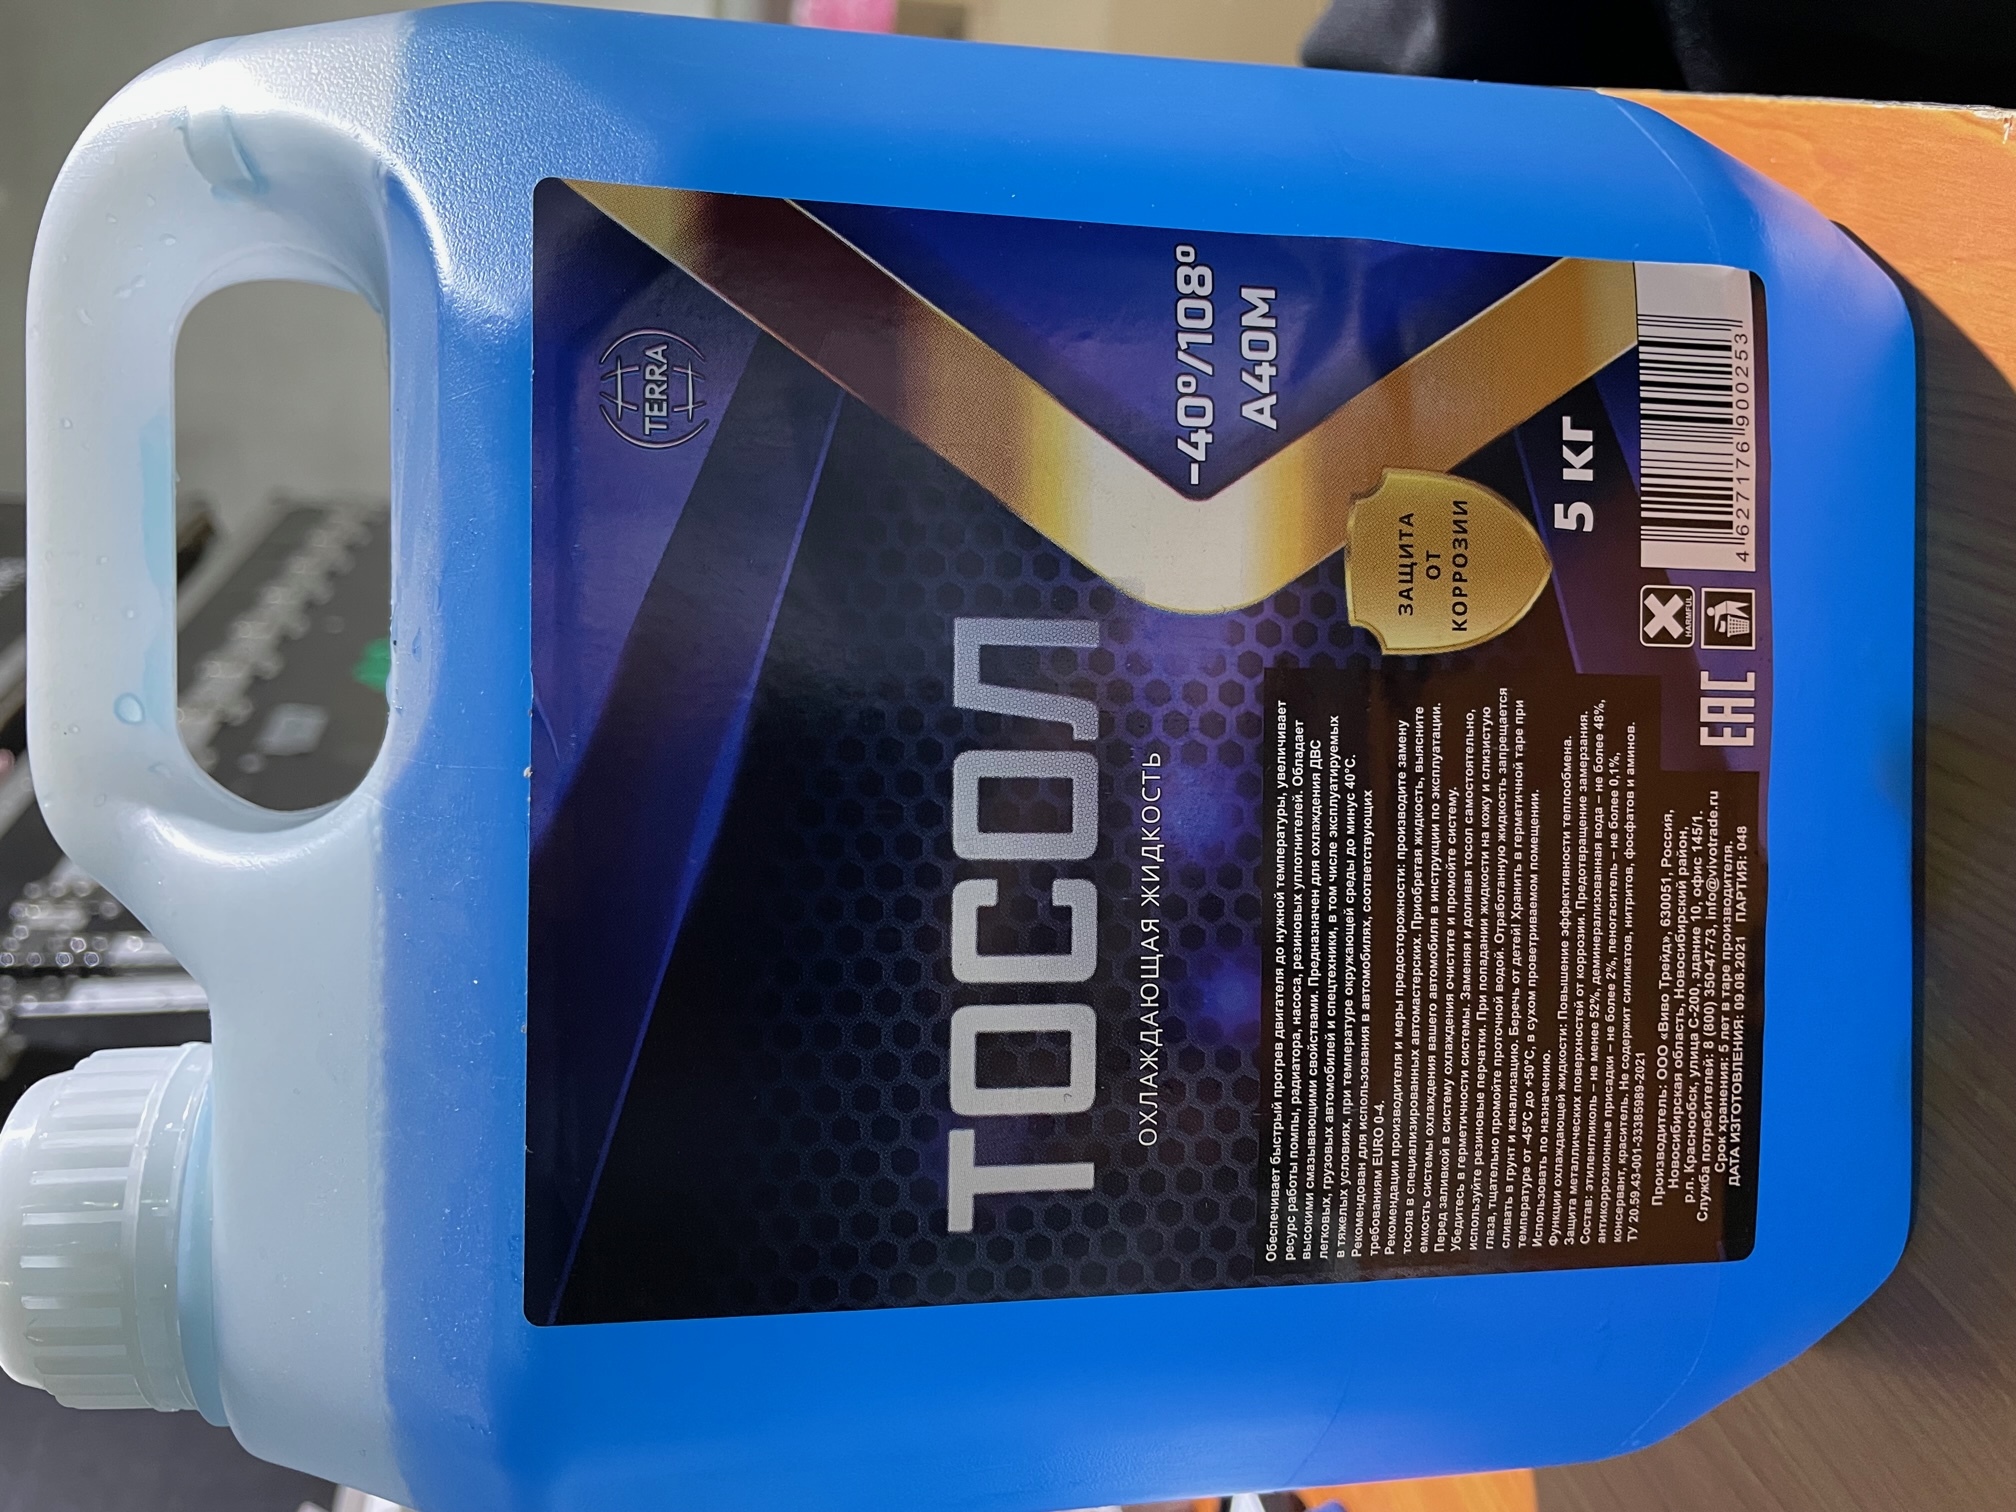 TERRA
ТОСОЛ
ОХЛАЖДАЮЩАЯ ЖИДКОСТЬ
-40°/108°
А40М
ЗАЩИТА
ОТ
КОРРОЗИИ
5 кг
Обеспечивает быстрый прогрев двигателя до нужной температуры, увеличивает
ресурс работы помпы, радиатора, насоса, резиновых уплотнителей. Обладает
высокими смазывающими свойствами. Предназначен для охлаждения ДВС
легковых, грузовых автомобилей и спецтехники, в том числе эксплуатируемых
в тяжелых условиях, при температуре окружающей среды до минус 40°С.
Рекомендован для использования в автомобилях, соответствующих
требованиям EURO 0-4.
Рекомендации производителя и меры предосторожности: производите замену
тосола в специализированных автомастерских. Приобретая жидкость, выясните
емкость системы охлаждения вашего автомобиля в инструкции по эксплуатации.
Перед заливкой в систему охлаждения очистите и промойте систему.
Убедитесь в герметичности системы. Заменяя и доливая тосол самостоятельно,
используйте резиновые перчатки. При попадании жидкости на кожу и слизистую
глаза, тщательно промойте проточной водой. Отработанную жидкость запрещается
сливать в грунт и канализацию. Беречь от детей! Хранить в герметичной таре при
температуре от -45°С до +50°С, в сухом проветриваемом помещении.
Использовать по назначению.
Функции охлаждающей жидкости: Повышение эффективности теплообмена.
Защита металлических поверхностей от коррозии. Предотвращение замерзания.
Состав: этиленгликоль – не менее 52%, деминерализованная вода – не более 48%,
антикоррозионные присадки – не более 2%, пеногаситель – не более 0,1%,
консервант, краситель. Не содержит силикатов, нитритов, фосфатов и аминов.
ТУ 20.59.43-001-33385989-2021
Производитель: ООО «Виво Трейд», 630051, Россия,
Новосибирская область, Новосибирский район,
р.п. Краснообск, улица С-200, здание 10, офис 145/1.
Служба потребителей: 8 (800) 350-47-73, info@vivotrade.ru
Срок хранения: 5 лет в таре производителя.
ДАТА ИЗГОТОВЛЕНИЯ: 09.08.2021 ПАРТИЯ: 048
EAC
HARMFUL
4 627176 900253